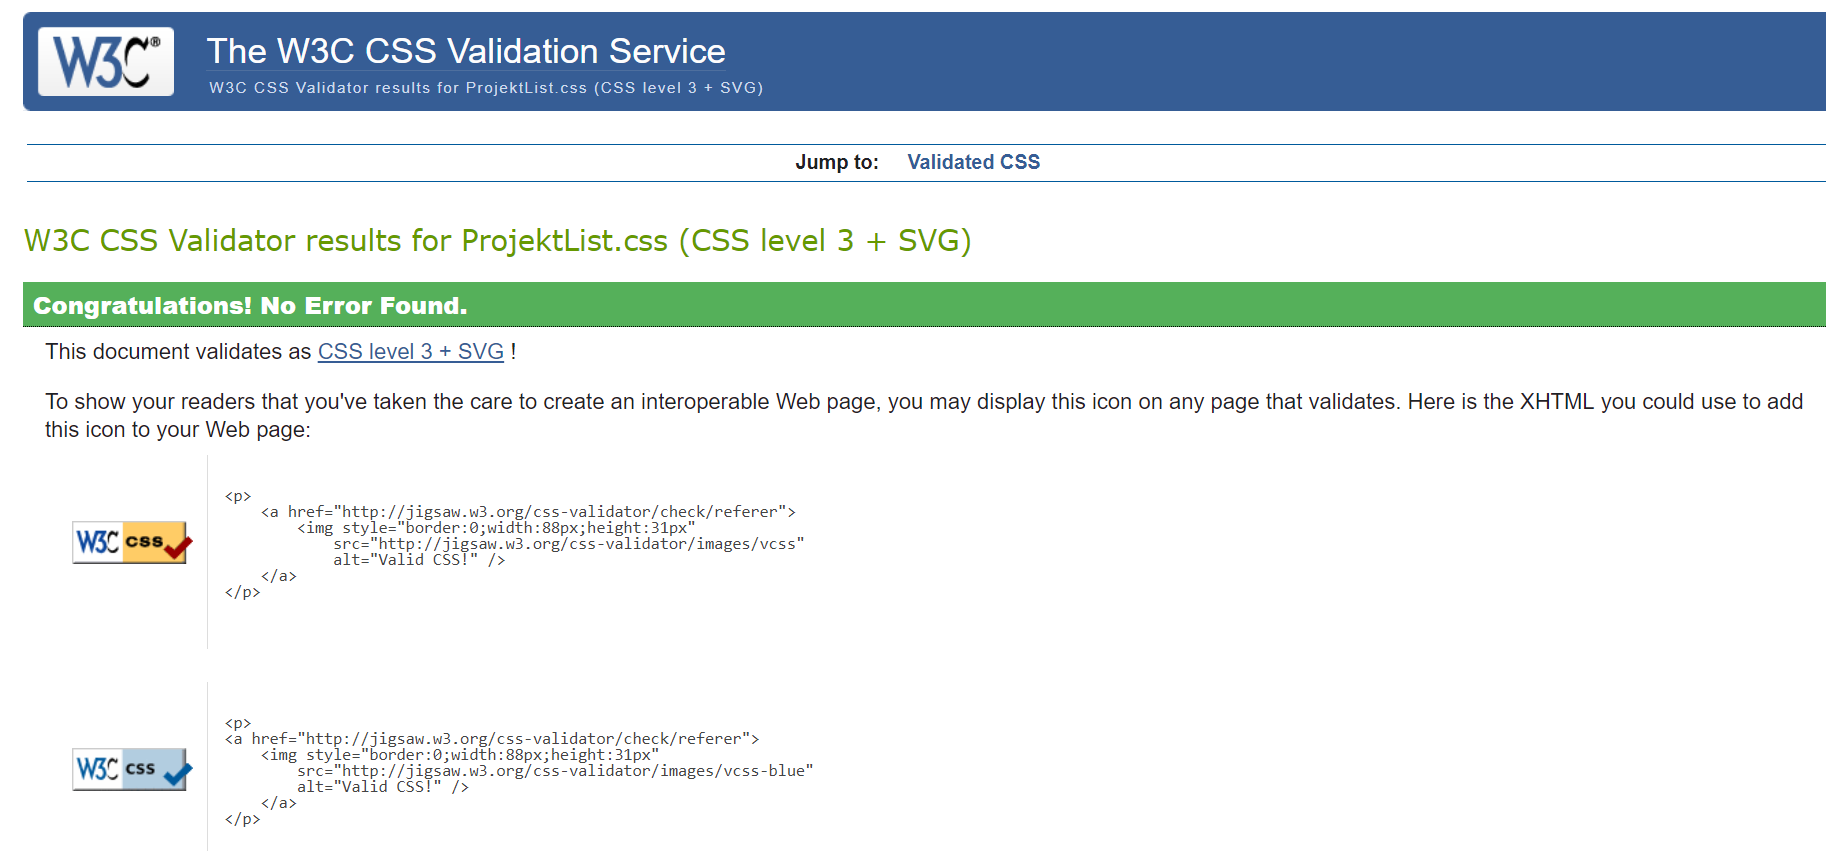 W3C®
The W3C CSS Validation Service
W3C CSS Validator results for ProjektList.css (CSS level 3 + SVG)
Jump to: Validated CSS
W3C CSS Validator results for ProjektList.css (CSS level 3 + SVG)
Congratulations! No Error Found.
This document validates as CSS level 3 + SVG !
To show your readers that you've taken the care to create an interoperable Web page, you may display this icon on any page that validates. Here is the XHTML you could use to add
this icon to your Web page:
W3C css
<p>
    <a href="http://jigsaw.w3.org/css-validator/check/referer">
        <img style="border:0;width:88px;height:31px"
            src="http://jigsaw.w3.org/css-validator/images/vcss"
            alt="Valid CSS!" />
    </a>
</p>
W3C css
<p>
<a href="http://jigsaw.w3.org/css-validator/check/referer">
    <img style="border:0;width:88px;height:31px"
        src="http://jigsaw.w3.org/css-validator/images/vcss-blue"
        alt="Valid CSS!" />
    </a>
</p>